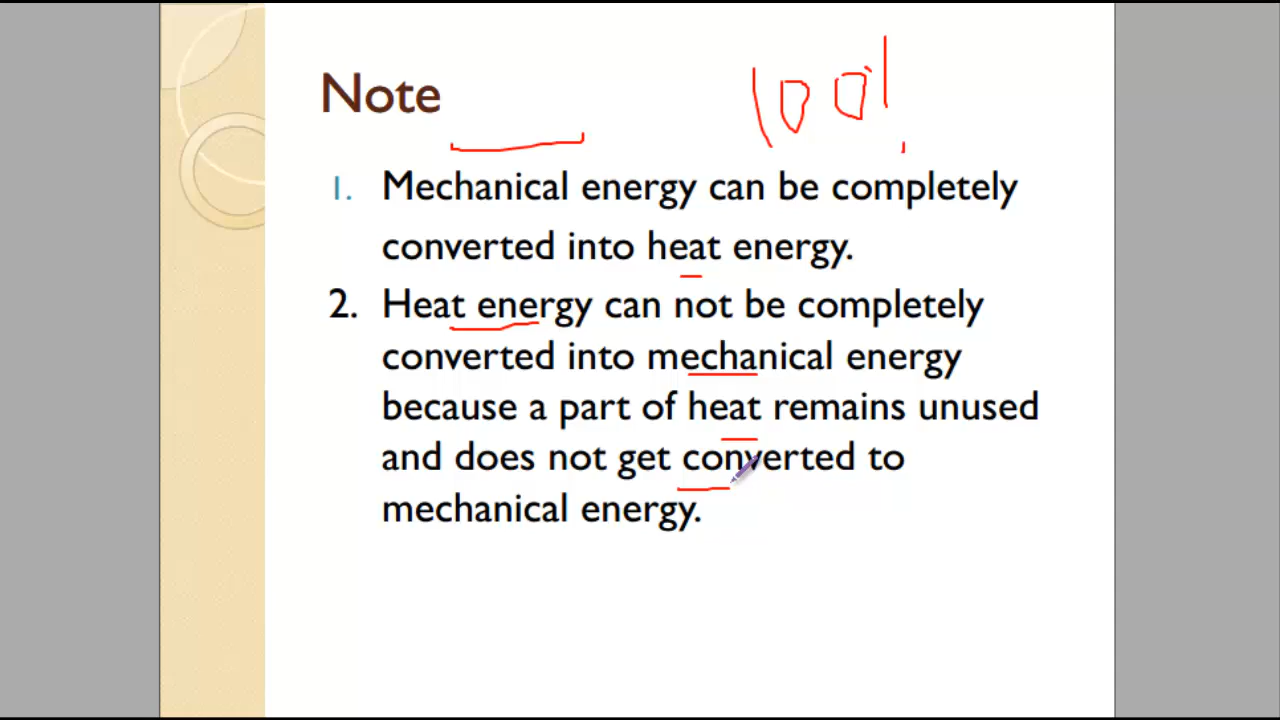 Note
100%
1. Mechanical energy can be completely
converted into heat energy.
2. Heat energy can not be completely
converted into mechanical energy
because a part of heat remains unused
and does not get converted to
mechanical energy.